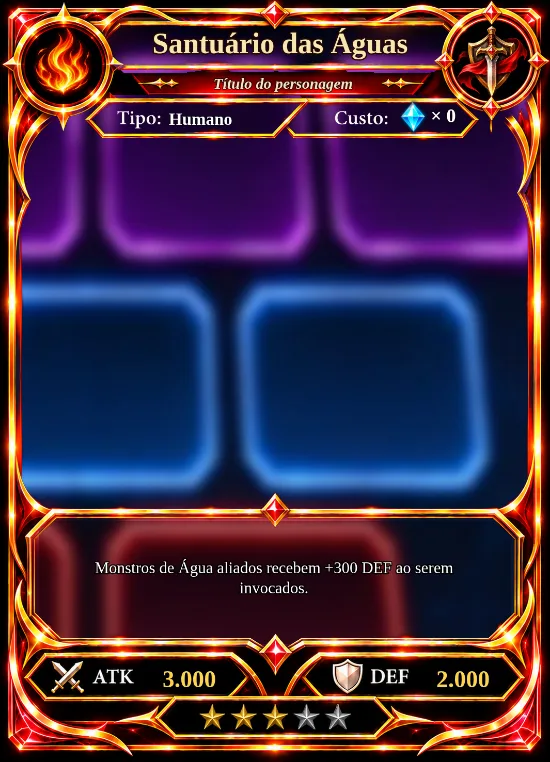 Santuário das Águas
Título do personagem
Tipo: Humano
Custo: × 0
Monstros de Água aliados recebem +300 DEF ao serem
invocados.
ATK 3.000
DEF 2.000